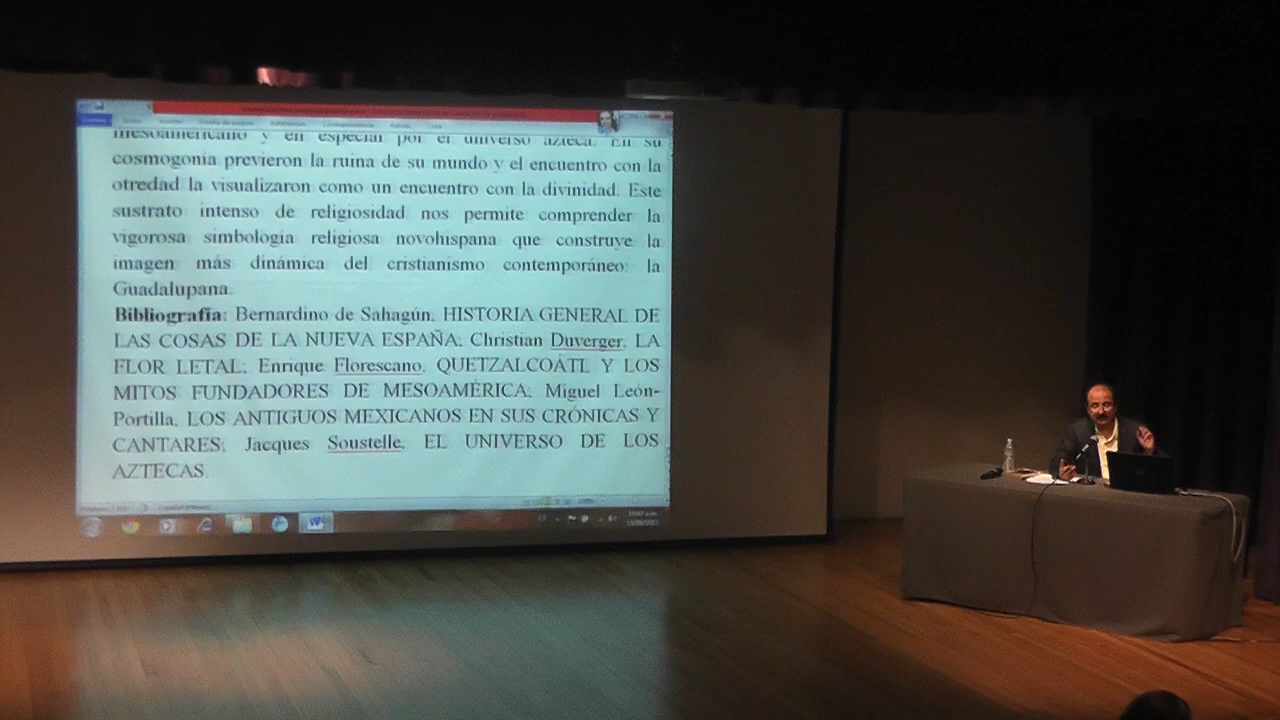 mesoamericano y en especial por el universo azteca. En su
cosmogonía previeron la ruina de su mundo y el encuentro con la
otredad la visualizaron como un encuentro con la divinidad. Este
sustrato intenso de religiosidad nos permite comprender la
vigorosa simbología religiosa novohispana que construye la
imagen más dinámica del cristianismo contemporáneo: la
Guadalupana.
Bibliografía: Bernardino de Sahagún, HISTORIA GENERAL DE
LAS COSAS DE LA NUEVA ESPAÑA; Christian Duverger, LA
FLOR LETAL; Enrique Florescano, QUETZALCOÁTL Y LOS
MITOS FUNDADORES DE MESOAMÉRICA; Miguel León-
Portilla, LOS ANTIGUOS MEXICANOS EN SUS CRÓNICAS Y
CANTARES; Jacques Soustelle, EL UNIVERSO DE LOS
AZTECAS.